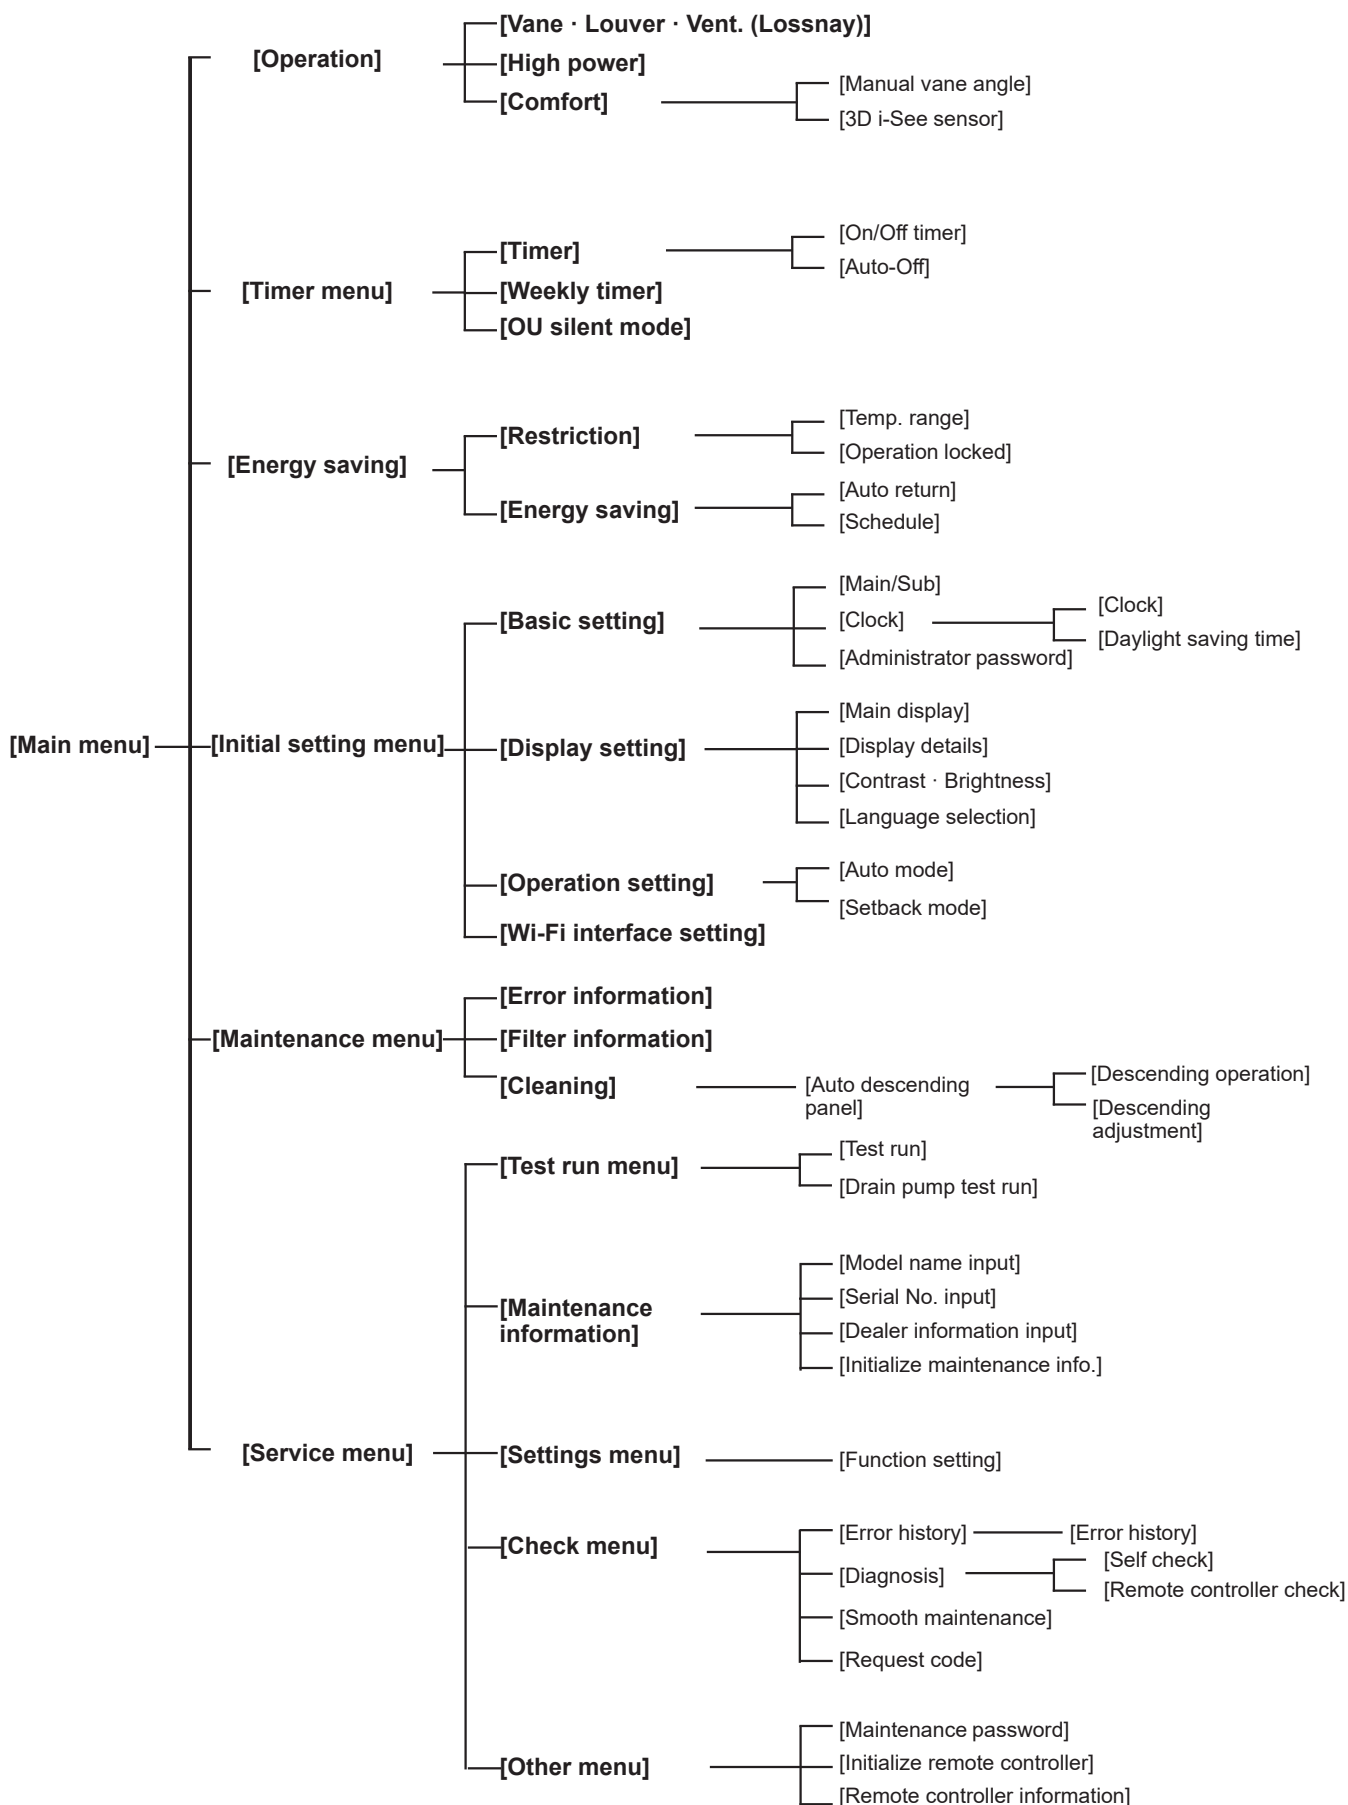 [Main menu]
[Operation]
[Vane · Louver · Vent. (Lossnay)]
[High power]
[Comfort]
[Manual vane angle]
[3D i-See sensor]
[Timer menu]
[Timer]
[On/Off timer]
[Auto-Off]
[Weekly timer]
[OU silent mode]
[Energy saving]
[Restriction]
[Temp. range]
[Operation locked]
[Energy saving]
[Auto return]
[Schedule]
[Initial setting menu]
[Basic setting]
[Main/Sub]
[Clock]
[Clock]
[Daylight saving time]
[Administrator password]
[Display setting]
[Main display]
[Display details]
[Contrast · Brightness]
[Language selection]
[Operation setting]
[Auto mode]
[Setback mode]
[Wi-Fi interface setting]
[Maintenance menu]
[Error information]
[Filter information]
[Cleaning]
[Auto descending
panel]
[Descending operation]
[Descending
adjustment]
[Service menu]
[Test run menu]
[Test run]
[Drain pump test run]
[Maintenance
information]
[Model name input]
[Serial No. input]
[Dealer information input]
[Initialize maintenance info.]
[Settings menu]
[Function setting]
[Check menu]
[Error history]
[Error history]
[Diagnosis]
[Self check]
[Remote controller check]
[Smooth maintenance]
[Request code]
[Other menu]
[Maintenance password]
[Initialize remote controller]
[Remote controller information]